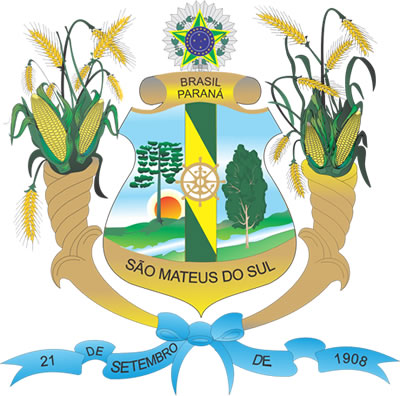 BRASIL
PARANÁ
SÃO MATEUS DO SUL
21 DE SETEMBRO DE 1908